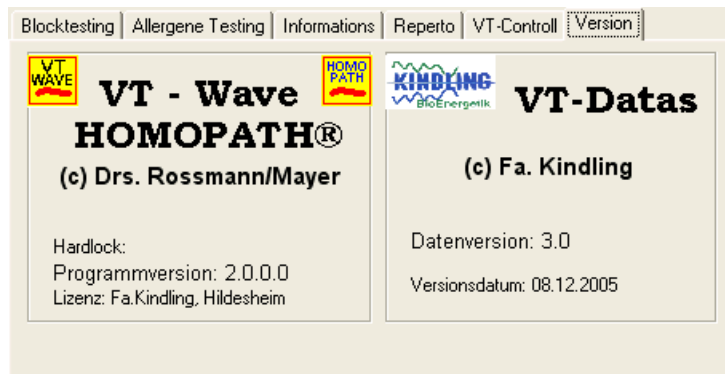 Blocktesting Allergene Testing Informations Reperto VT-Controll Version
VT
WAVE
HOMO
PATH
VT - Wave
HOMOPATH®
(c) Drs. Rossmann/Mayer
Hardlock:
Programmversion: 2.0.0.0
Lizenz: Fa.Kindling, Hildesheim
KINDLING
BioEnergetik
VT-Datas
(c) Fa. Kindling
Datenversion: 3.0
Versionsdatum: 08.12.2005